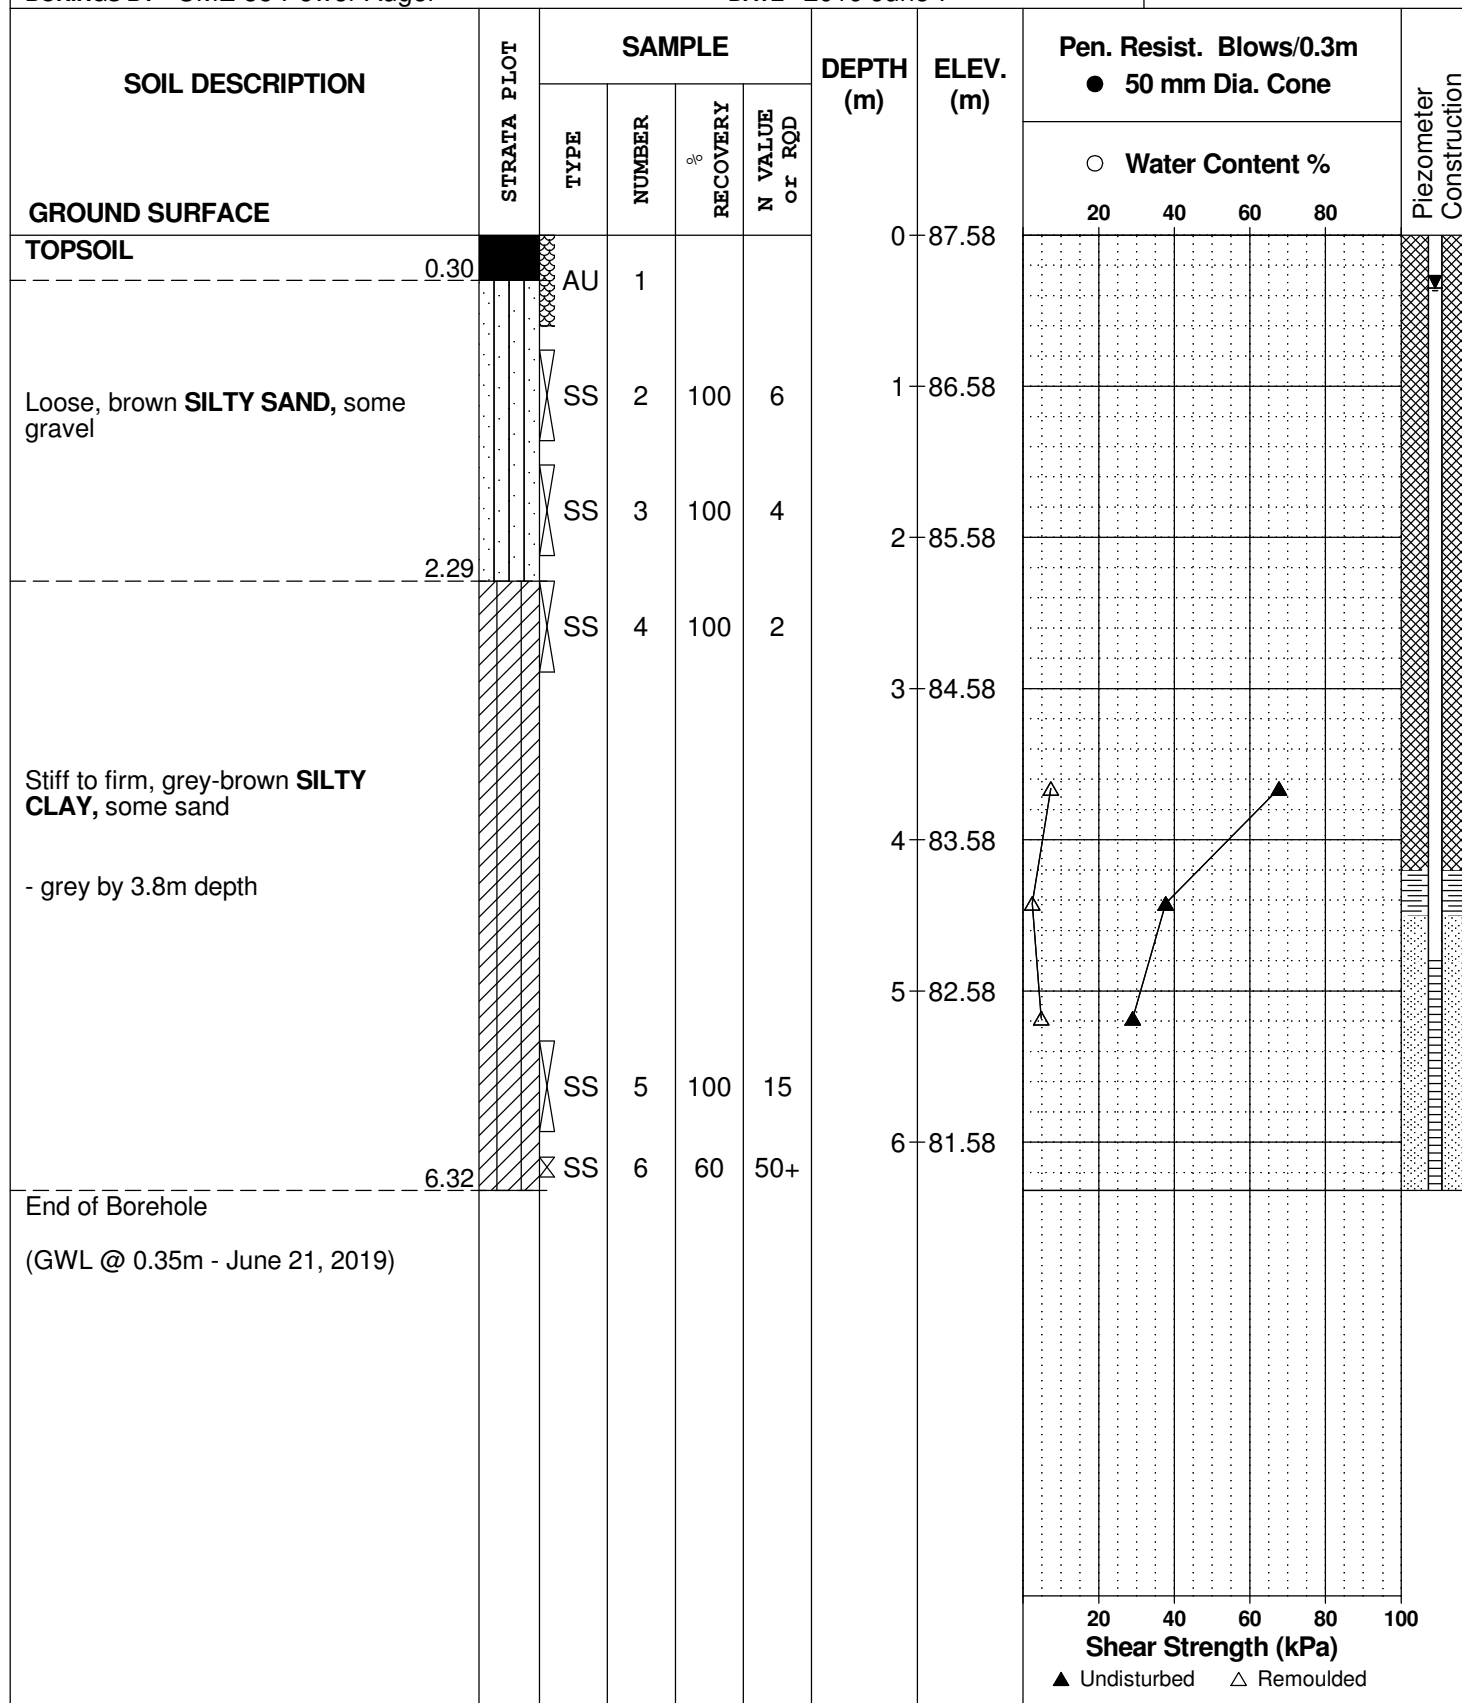 SOIL DESCRIPTION
GROUND SURFACE
STRATA PLOT
SAMPLE
TYPE
NUMBER
%
RECOVERY
N VALUE
or RQD
DEPTH
(m)
ELEV.
(m)
Pen. Resist. Blows/0.3m
● 50 mm Dia. Cone
○ Water Content %
20 40 60 80
Piezometer
Construction
TOPSOIL
0.30
AU 1
0 87.58
Loose, brown SILTY SAND, some
gravel
SS 2 100 6
1 86.58
SS 3 100 4
2 85.58
2.29
SS 4 100 2
3 84.58
Stiff to firm, grey-brown SILTY
CLAY, some sand
4 83.58
- grey by 3.8m depth
5 82.58
SS 5 100 15
6 81.58
SS 6 60 50+
6.32
End of Borehole
(GWL @ 0.35m - June 21, 2019)
20 40 60 80 100
Shear Strength (kPa)
▲ Undisturbed △ Remoulded